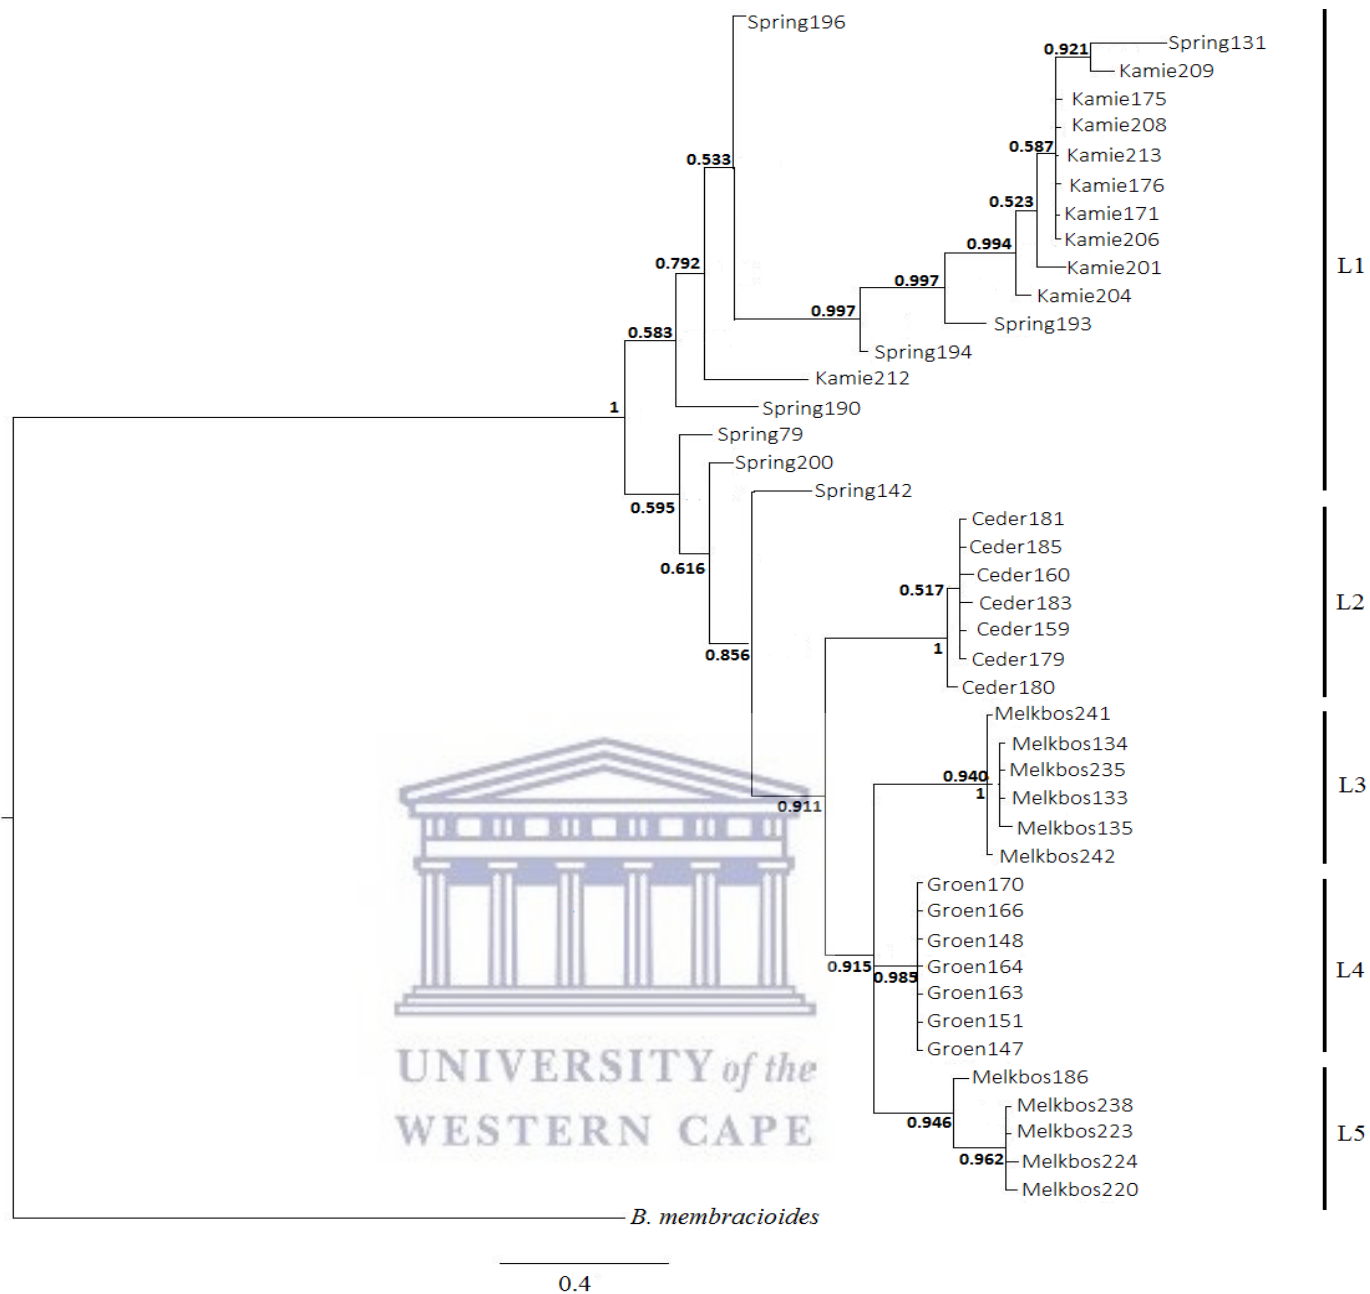 Spring196
0.921
Spring131
Kamie209
Kamie175
Kamie208
0.587
Kamie213
0.533
Kamie176
0.523
Kamie171
Kamie206
0.994
0.792
Kamie201
L1
0.997
Kamie204
0.997
Spring193
0.583
Spring194
Kamie212
1
Spring190
Spring79
Spring200
Spring142
0.595
Ceder181
Ceder185
0.616
Ceder160
0.517
Ceder183
L2
Ceder159
0.856
1
Ceder179
Ceder180
Melkbos241
Melkbos134
Melkbos235
0.940
L3
1
Melkbos133
0.911
Melkbos135
Melkbos242
Groen170
Groen166
Groen148
0.915
Groen164
L4
0.985
Groen163
Groen151
Groen147
UNIVERSITY of the
WESTERN CAPE
Melkbos186
Melkbos238
0.946
Melkbos223
L5
0.962
Melkbos224
Melkbos220
B. membracioides
0.4